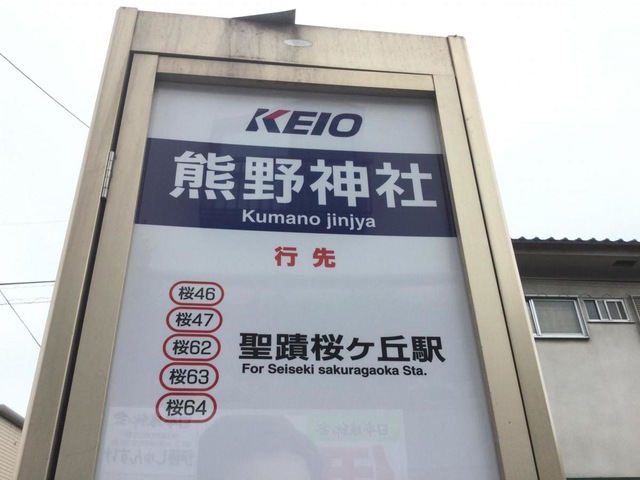 KEIO
熊野神社
Kumano jinjya
行先
桜46
桜47
桜62
聖蹟桜ヶ丘駅
For Seiseki sakuragaoka Sta.
桜63
桜64